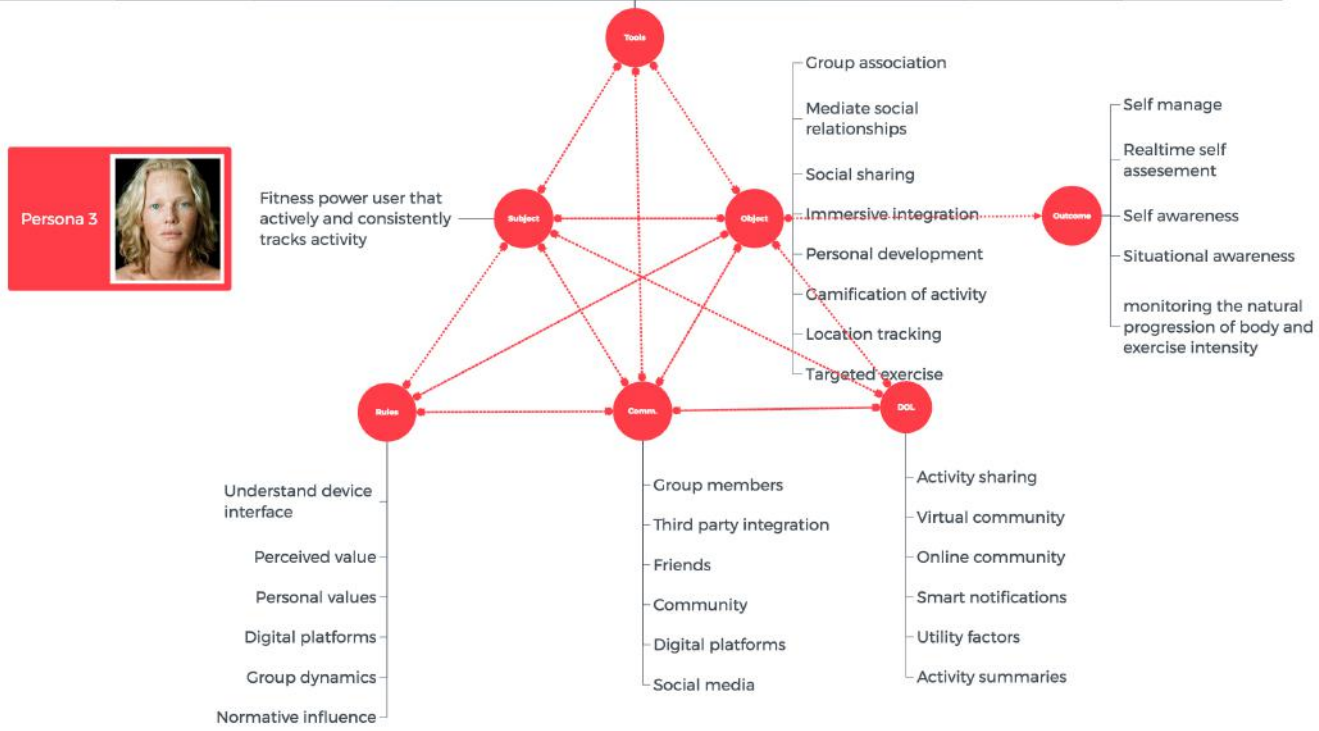 Tools
Group association
Mediate social
relationships
Social sharing
Immersive integration
Personal development
Gamification of activity
Location tracking
Targeted exercise
Self manage
Realtime self
assesement
Self awareness
Situational awareness
monitoring the natural
progression of body and
exercise intensity
Persona 3
Fitness power user that
actively and consistently
tracks activity
Subject
Object
Outcome
Rules
Comm.
DOL
Understand device
interface
Perceived value
Personal values
Digital platforms
Group dynamics
Normative influence
Group members
Third party integration
Friends
Community
Digital platforms
Social media
Activity sharing
Virtual community
Online community
Smart notifications
Utility factors
Activity summaries